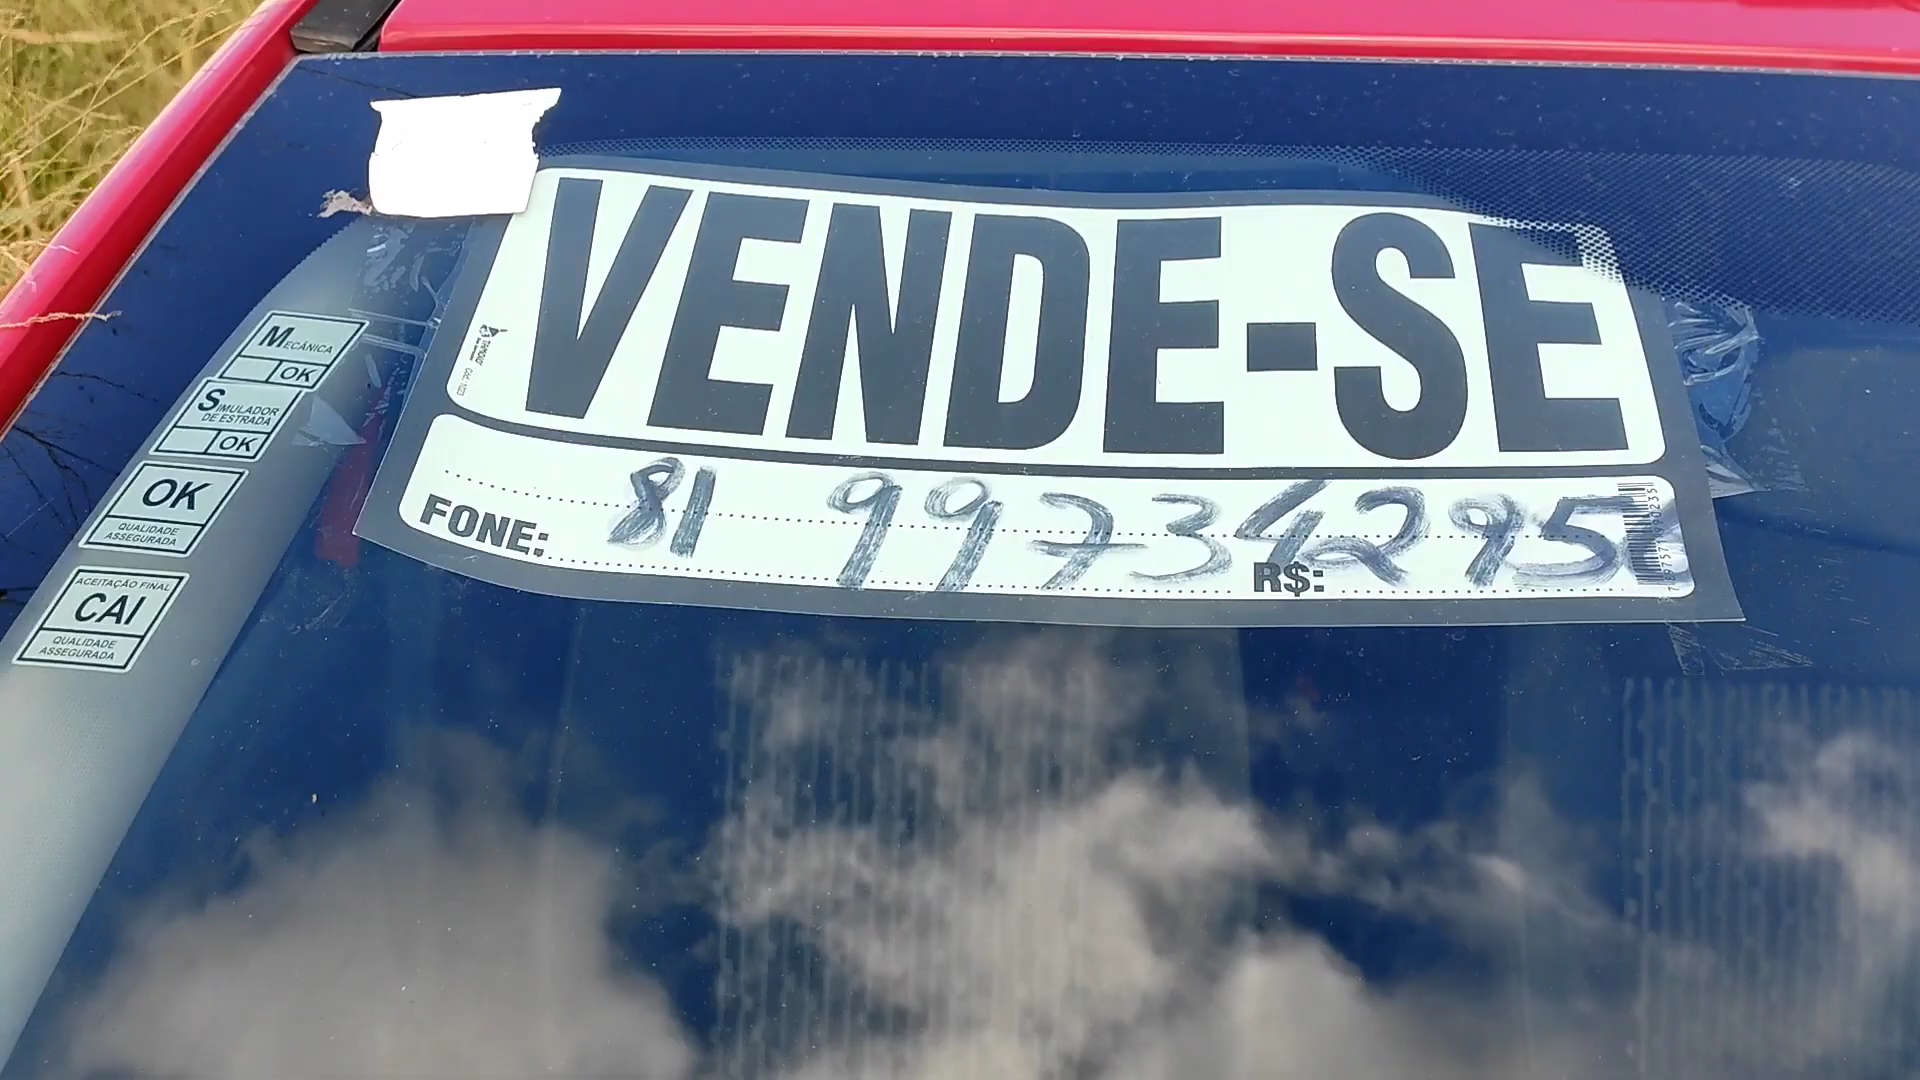 VENDE-SE
FONE: 81 99734295
R$:
MECÂNICA
OK
SIMULADOR
DE ESTRADA
OK
OK
QUALIDADE
ASSEGURADA
ACEITAÇÃO FINAL
CAI
QUALIDADE
ASSEGURADA